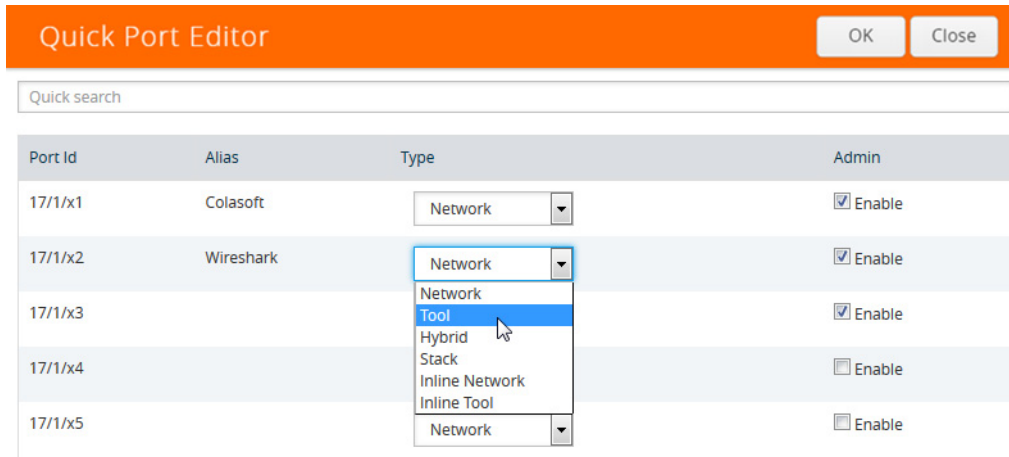 Quick Port Editor OK Close
Quick search
Port Id Alias Type Admin
17/1/x1 Colasoft Network Enable
17/1/x2 Wireshark Network Enable
Network
17/1/x3 Tool Enable
Hybrid
Stack
17/1/x4 Enable
Inline Network
Inline Tool
17/1/x5 Network Enable